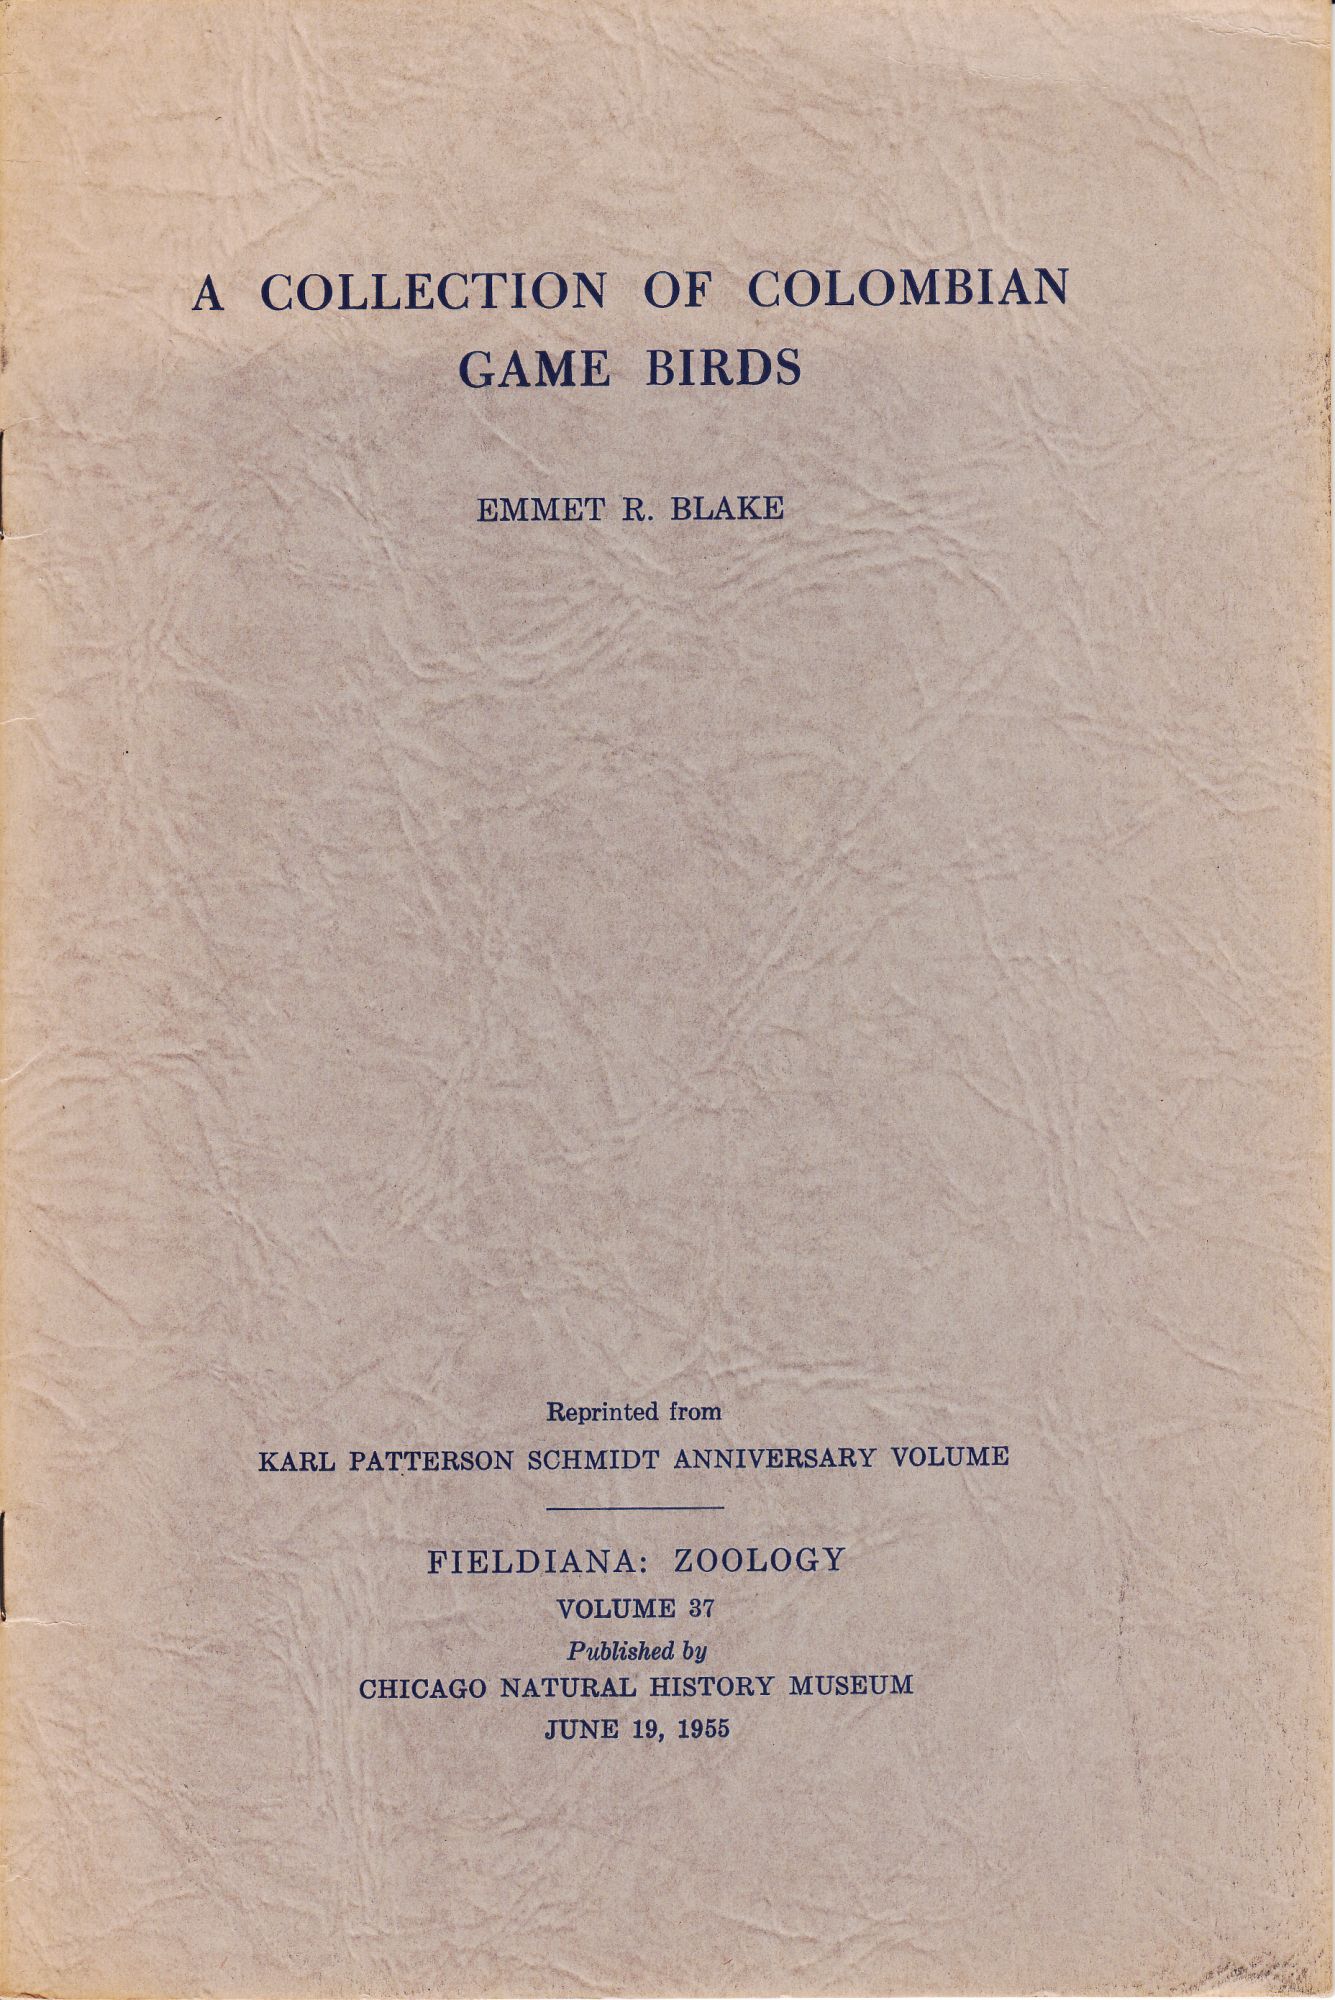 A COLLECTION OF COLOMBIAN
GAME BIRDS
EMMET R. BLAKE
Reprinted from
KARL PATTERSON SCHMIDT ANNIVERSARY VOLUME
FIELDIANA: ZOOLOGY
VOLUME 37
Published by
CHICAGO NATURAL HISTORY MUSEUM
JUNE 19, 1955